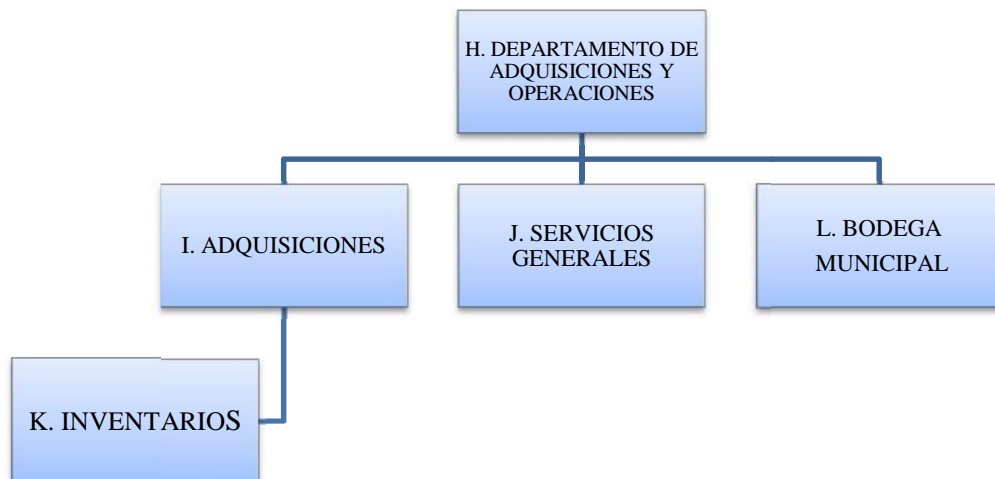 H. DEPARTAMENTO DE
ADQUISICIONES Y
OPERACIONES
I. ADQUISICIONES
J. SERVICIOS
GENERALES
L. BODEGA
MUNICIPAL
K. INVENTARIOS